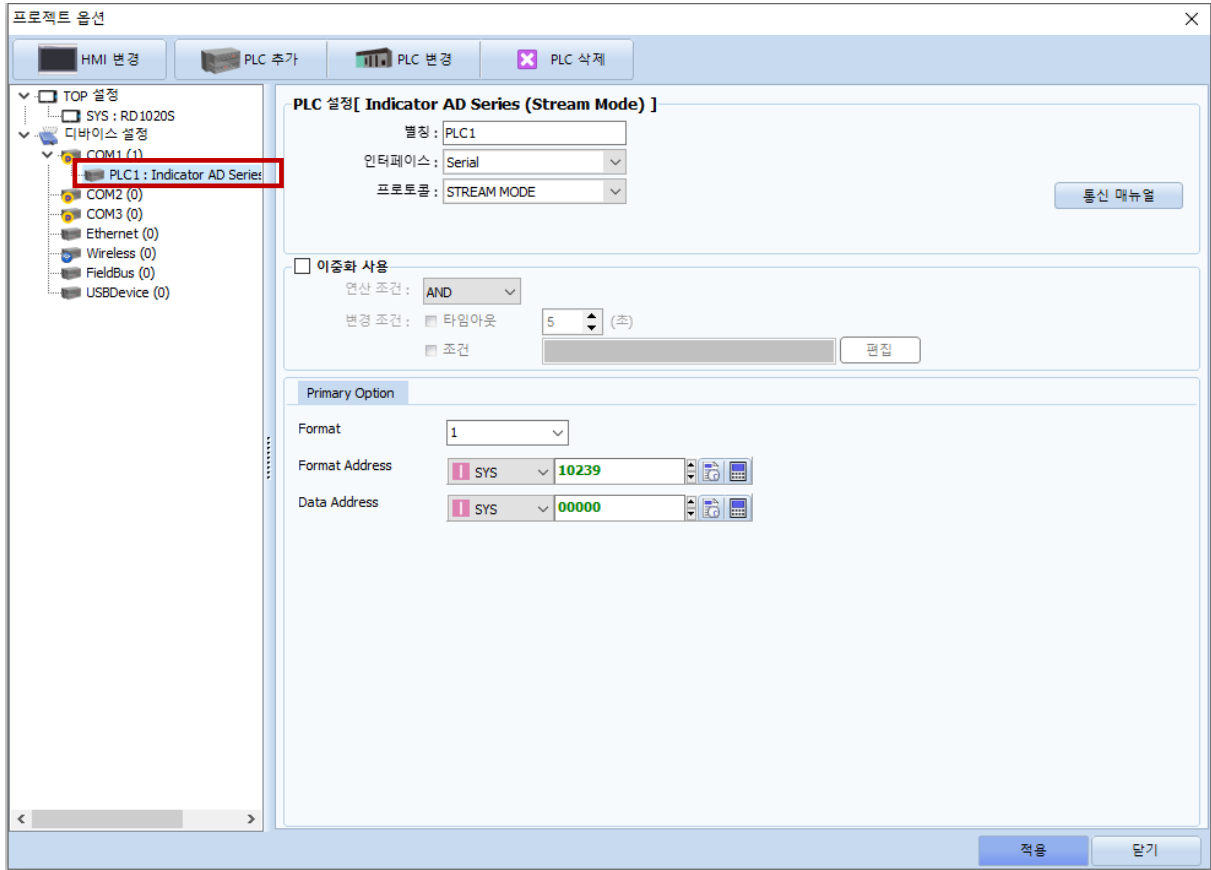 프로젝트 옵션
HMI 변경
PLC 추가
PLC 변경
PLC 삭제
TOP 설정
SYS : RD1020S
디바이스 설정
COM1 (1)
PLC1 : Indicator AD Series
COM2 (0)
COM3 (0)
Ethernet (0)
Wireless (0)
FieldBus (0)
USBDevice (0)
PLC 설정[ Indicator AD Series (Stream Mode) ]
별칭 : PLC1
인터페이스 : Serial
프로토콜 : STREAM MODE
통신 매뉴얼
이중화 사용
연산 조건 : AND
변경 조건 : 타임아웃 5 (초)
조건 편집
Primary Option
Format 1
Format Address SYS 10239
Data Address SYS 00000
적용
닫기